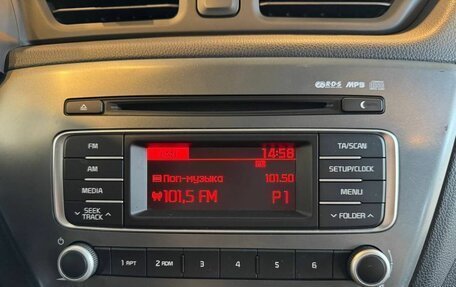 RDS MP3
FM
AM
MEDIA
SEEK
TRACK
14:58
Поп-музыка 101.50
101,5 FM P1
TA/SCAN
SETUP/CLOCK
MENU
FOLDER
1 RPT 2 RDM 3 4 5 6